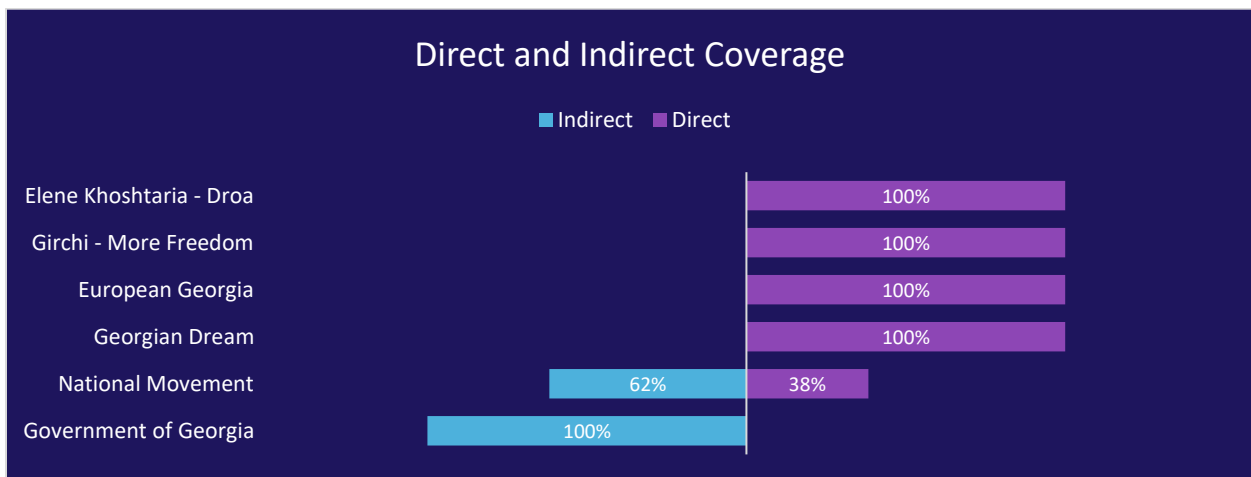 Direct and Indirect Coverage
Indirect Direct
Elene Khoshtaria - Droa 100%
Girchi - More Freedom 100%
European Georgia 100%
Georgian Dream 100%
National Movement 62% 38%
Government of Georgia 100%